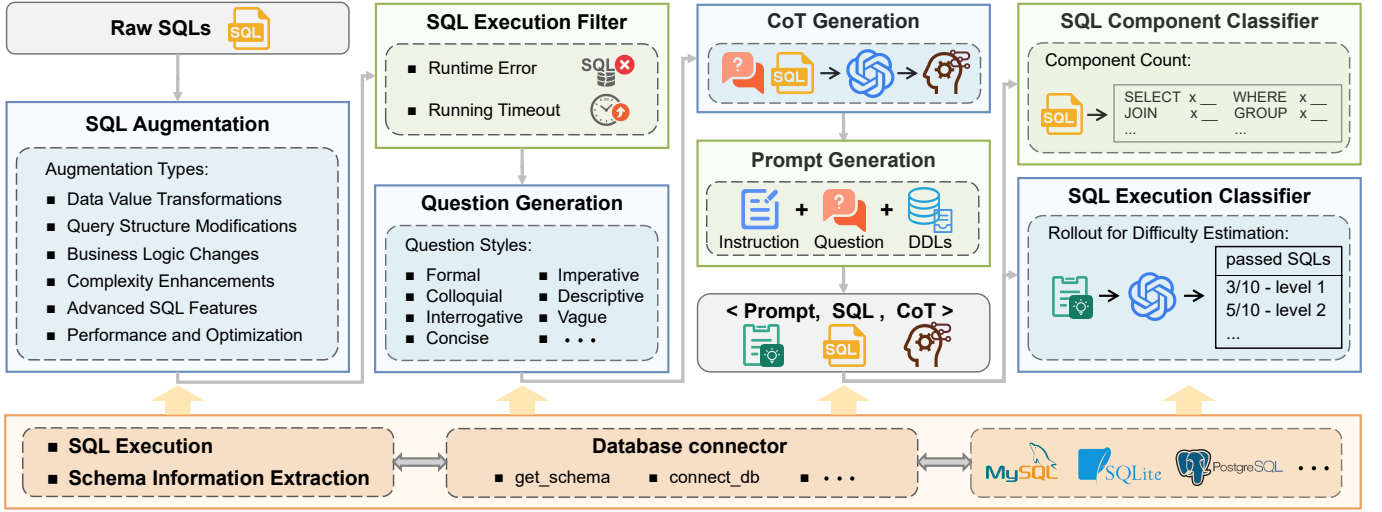 Raw SQLs
SQL
SQL Augmentation
Augmentation Types:
■ Data Value Transformations
■ Query Structure Modifications
■ Business Logic Changes
■ Complexity Enhancements
■ Advanced SQL Features
■ Performance and Optimization
SQL Execution Filter
■ Runtime Error
SQL
■ Running Timeout
Question Generation
Question Styles:
■ Formal ■ Imperative
■ Colloquial ■ Descriptive
■ Interrogative ■ Vague
■ Concise ■ • • •
CoT Generation
?
SQL
Prompt Generation
+ ? +
Instruction Question DDLs
< Prompt, SQL , CoT >
SQL
SQL Component Classifier
Component Count:
SQL
SELECT x __ WHERE x __
JOIN x __ GROUP x __
... ...
SQL Execution Classifier
Rollout for Difficulty Estimation:
passed SQLs
3/10 - level 1
5/10 - level 2
...
■ SQL Execution
■ Schema Information Extraction
Database connector
■ get_schema ■ connect_db ■ • • •
MySQL SQLite PostgreSQL • • •